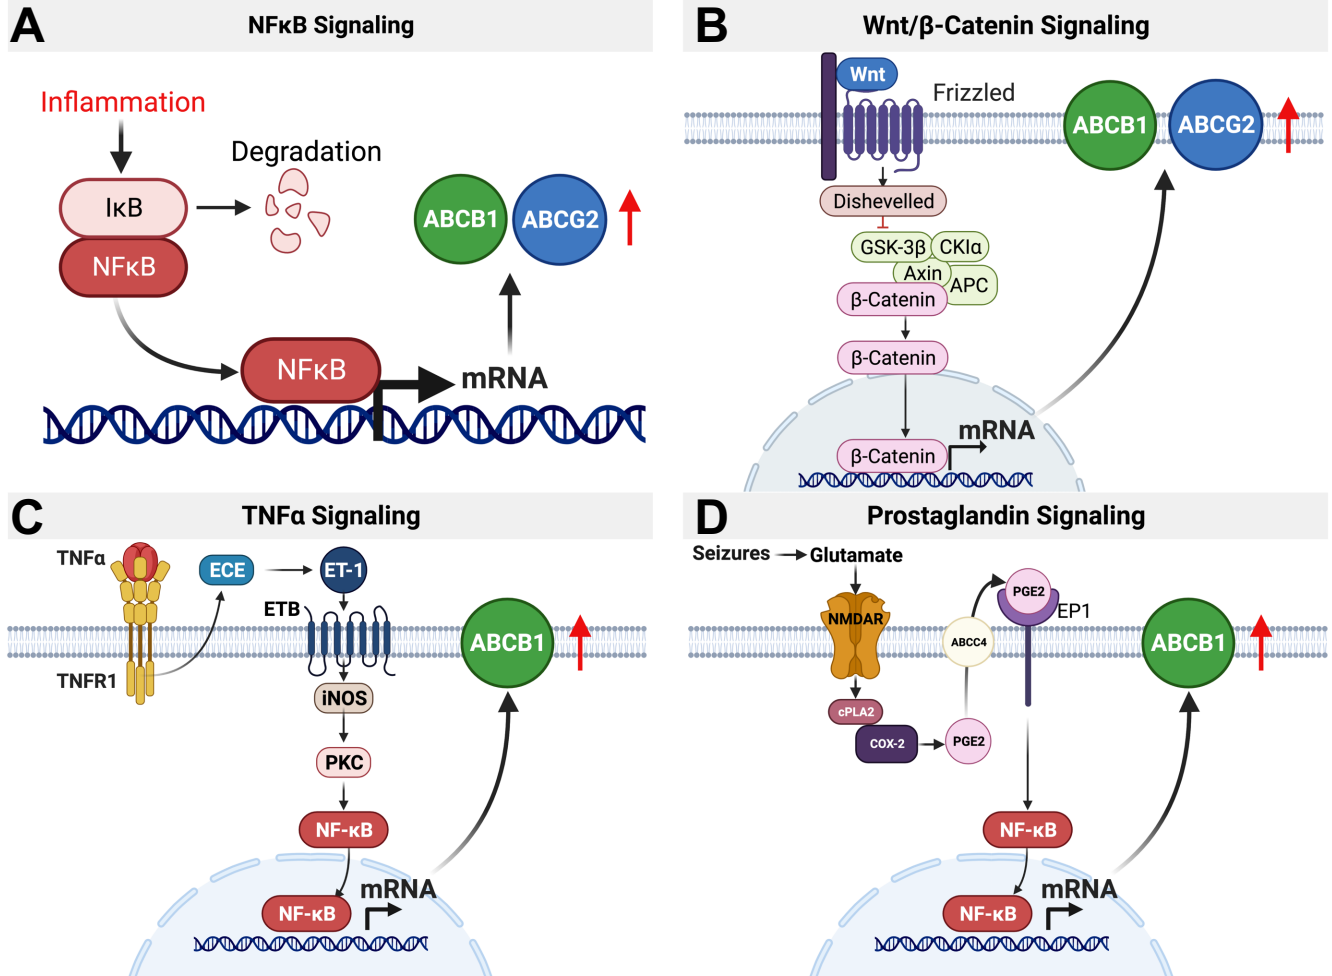 A
NFκB Signaling
Inflammation
Degradation
IκB
NFκB
ABCB1
ABCG2
NFκB
mRNA
B
Wnt/β-Catenin Signaling
Wnt
Frizzled
ABCB1
ABCG2
Dishevelled
GSK-3β
CKIα
Axin
APC
β-Catenin
β-Catenin
mRNA
β-Catenin
C
TNFα Signaling
TNFα
ECE
ET-1
ETB
ABCB1
TNFR1
iNOS
PKC
NF-κB
mRNA
NF-κB
D
Prostaglandin Signaling
Seizures
Glutamate
PGE2
NMDAR
EP1
ABCC4
ABCB1
cPLA2
COX-2
PGE2
NF-κB
mRNA
NF-κB